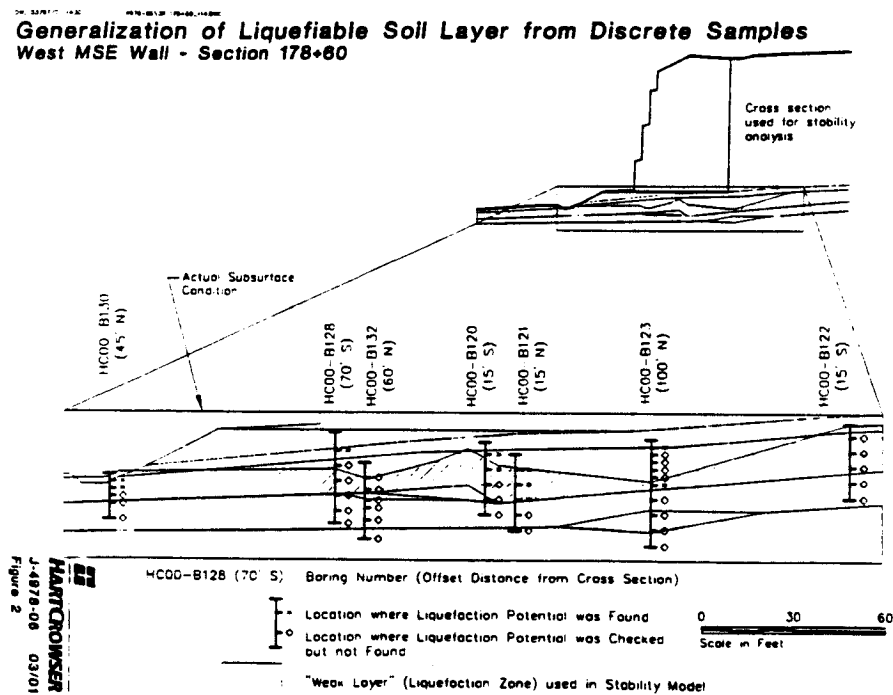 Generalization of Liquefiable Soil Layer from Discrete Samples
West MSE Wall - Section 178+60
Cross section
used for stability
analysis
Actual Subsurface
Condition
HC00-B130
(45' N)
HC00-B128
(70' S)
HC00-B132
(60' N)
HC00-B120
(15' S)
HC00-B121
(15' N)
HC00-B123
(100' N)
HC00-B122
(15' S)
HC00-B128 (70' S) Boring Number (Offset Distance from Cross Section)
Location where Liquefaction Potential was Found
Location where Liquefaction Potential was Checked
but not Found
"Weak Layer" (Liquefaction Zone) used in Stability Model
0 30 60
Scale in Feet
HARTCROWSER
J-4978-06 03/01
Figure 2